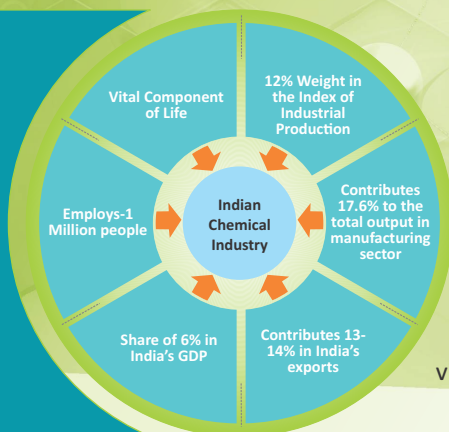 Vital Component
of Life
12% Weight in
the Index of
Industrial
Production
Employs-1
Million people
Indian
Chemical
Industry
Contributes
17.6% to the
total output in
manufacturing
sector
Share of 6% in
India's GDP
Contributes 13-
14% in India's
exports
V